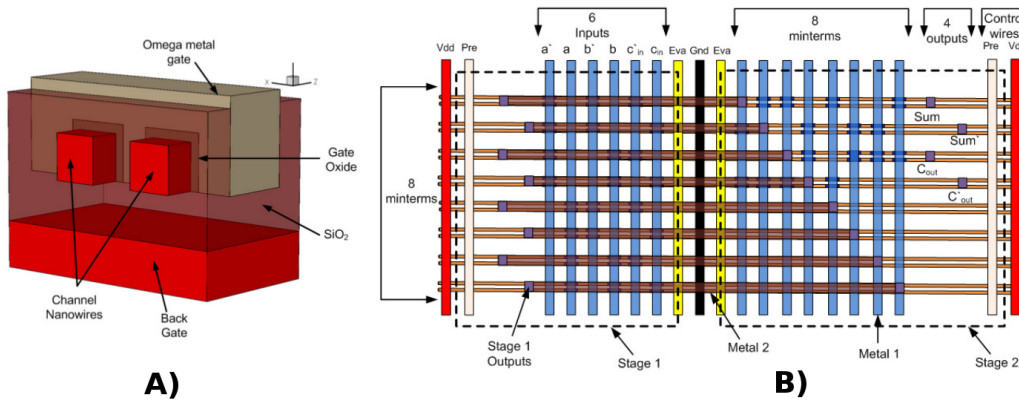 A)
Omega metal
gate
X
Z
Gate
Oxide
SiO2
Channel
Nanowires
Back
Gate
A)
6
Inputs
8
minterms
4
outputs
Control
wires
Vdd Pre a` a b` b c`in cin Eva Gnd Eva Pre Vdd
Sum
Sum`
Cout
C`out
8
minterms
Stage 1
Outputs
Stage 1
Metal 2
Metal 1
Stage 2
B)